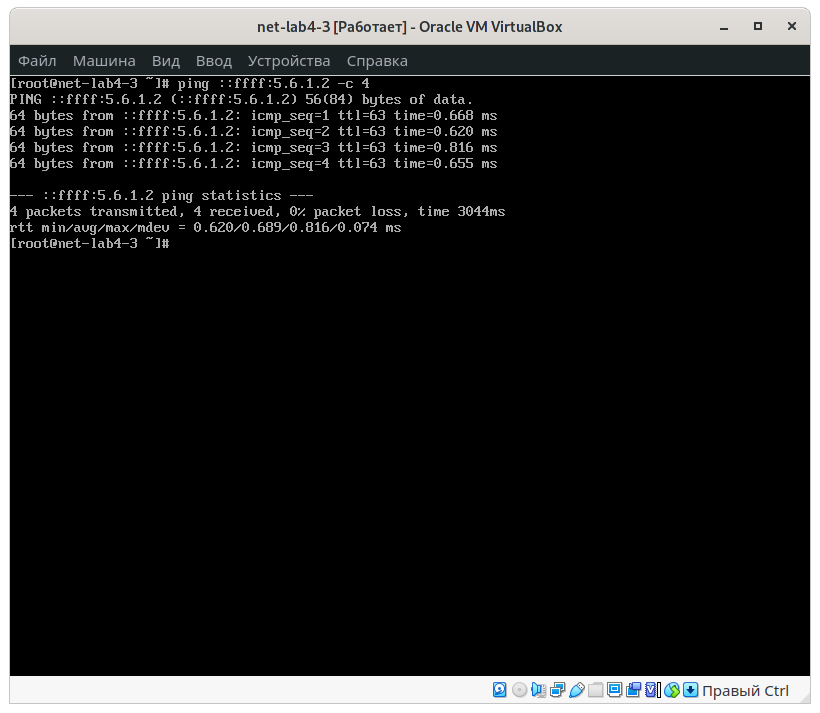 net-lab4-3 [Работает] - Oracle VM VirtualBox
Файл Машина Вид Ввод Устройства Справка
[root@net-lab4-3 ~]# ping ::ffff:5.6.1.2 -c 4
PING ::ffff:5.6.1.2 (::ffff:5.6.1.2) 56(84) bytes of data.
64 bytes from ::ffff:5.6.1.2: icmp_seq=1 ttl=63 time=0.668 ms
64 bytes from ::ffff:5.6.1.2: icmp_seq=2 ttl=63 time=0.620 ms
64 bytes from ::ffff:5.6.1.2: icmp_seq=3 ttl=63 time=0.816 ms
64 bytes from ::ffff:5.6.1.2: icmp_seq=4 ttl=63 time=0.655 ms
--- ::ffff:5.6.1.2 ping statistics ---
4 packets transmitted, 4 received, 0% packet loss, time 3044ms
rtt min/avg/max/mdev = 0.620/0.689/0.816/0.074 ms
[root@net-lab4-3 ~]#
Правый Ctrl